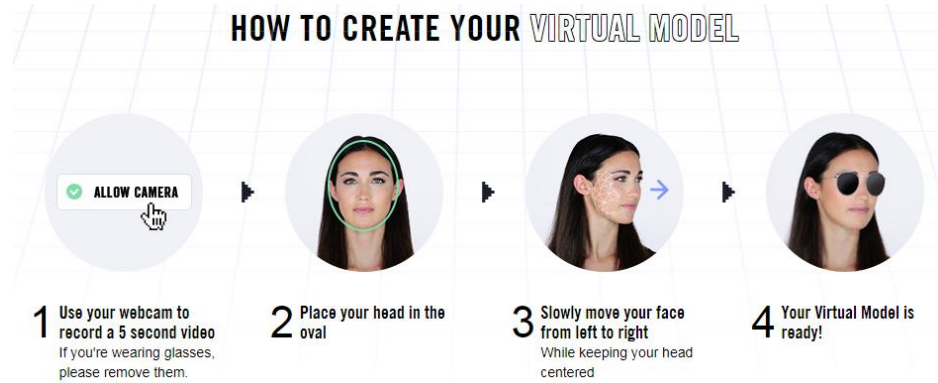 HOW TO CREATE YOUR VIRTUAL MODEL
ALLOW CAMERA
1 Use your webcam to
record a 5 second video
If you're wearing glasses,
please remove them.
2 Place your head in the
oval
3 Slowly move your face
from left to right
While keeping your head
centered
4 Your Virtual Model is
ready!